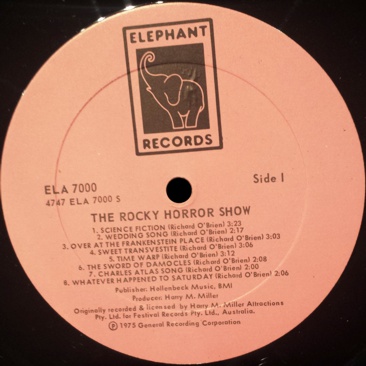 ELEPHANT
RECORDS
ELA 7000
4747 ELA 7000 S
Side I
THE ROCKY HORROR SHOW
1. SCIENCE FICTION (Richard O'Brien) 3:23
2. WEDDING SONG (Richard O'Brien) 2:17
3. OVER AT THE FRANKENSTEIN PLACE (Richard O'Brien) 3:03
4. SWEET TRANSVESTITE (Richard O'Brien) 3:06
5. TIME WARP (Richard O'Brien) 3:12
6. THE SWORD OF DAMOCLES (Richard O'Brien) 2:08
7. CHARLES ATLAS SONG (Richard O'Brien) 2:00
8. WHATEVER HAPPENED TO SATURDAY (Richard O'Brien) 2:06
Publisher: Hollenbeck Music, BMI
Producer: Harry M. Miller
Originally recorded & licensed by Harry M. Miller Attractions
Pty. Ltd. for Festival Records Pty. Ltd., Australia.
Ⓟ 1975 General Recording Corporation